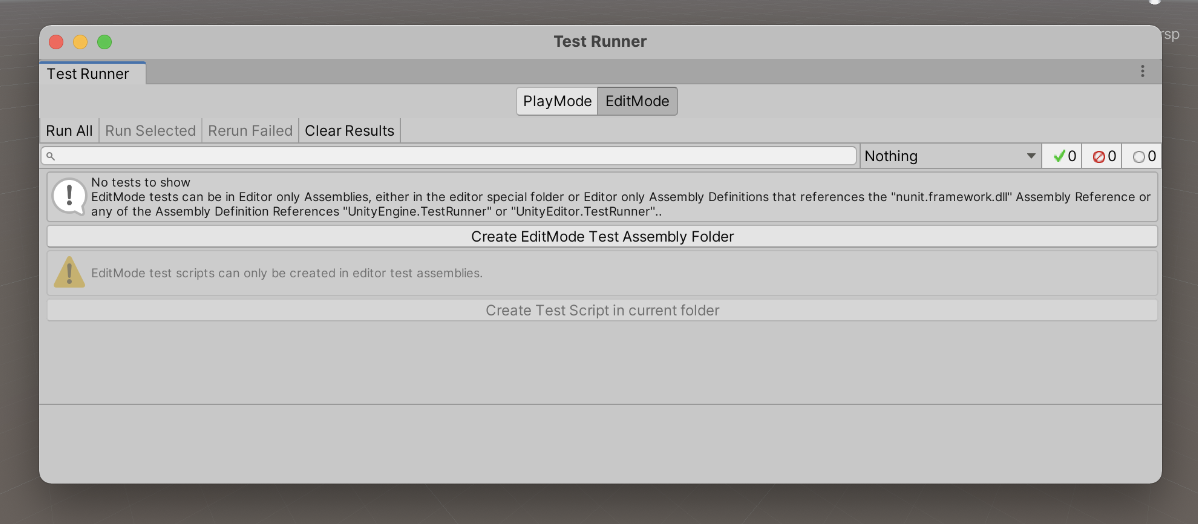 Test Runner
rsp
Test Runner
PlayMode EditMode
Run All Run Selected Rerun Failed Clear Results
Nothing 0 0 0
No tests to show
EditMode tests can be in Editor only Assemblies, either in the editor special folder or Editor only Assembly Definitions that references the "nunit.framework.dll" Assembly Reference or
any of the Assembly Definition References "UnityEngine.TestRunner" or "UnityEditor.TestRunner"..
Create EditMode Test Assembly Folder
EditMode test scripts can only be created in editor test assemblies.
Create Test Script in current folder